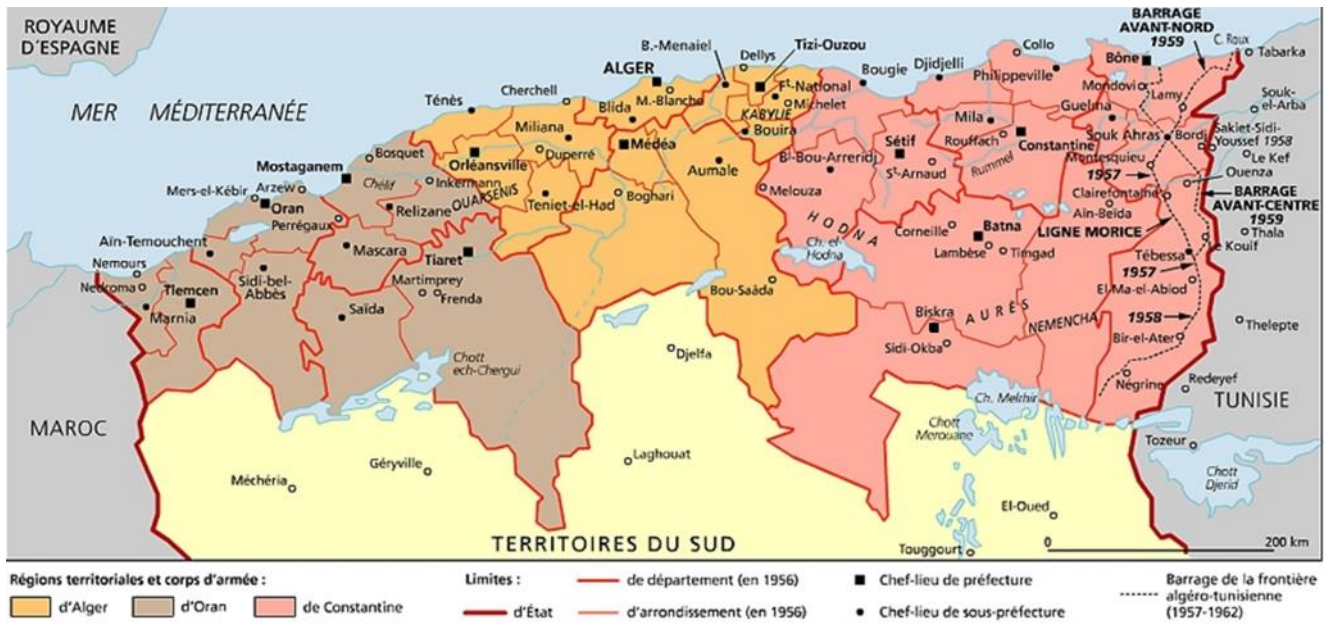 ROYAUME
D'ESPAGNE
MER MÉDITERRANÉE
BARRAGE
AVANT-NORD
1959
C. Roux
Tabarka
B.-Menaiel
Dellys
Tizi-Ouzou
Collo
Bône
ALGER
Ft-National
Bougie
Djidjelli
Philippeville
Mondovi
Lamy
Souk-
el-Arba
Ténès
Cherchell
Blida
M.-Blanche
Michelet
KABYLIE
Guelma
Miliana
Bouira
Mila
Rouffach
Souk Ahras
Bordj
Sakiet-Sidi-
Youssef 1958
Bosquet
Orléansville
Duperré
Médéa
Sétif
Constantine
Le Kef
Mostaganem
Aumale
Bj-Bou-Arreridj
St-Arnaud
Rummel
Montesquieu
1957
Ouenza
Mers-el-Kébir
Arzew
Chélif
Inkermann
OUARSENIS
Teniet-el-Had
Boghari
Melouza
Clairefontaine
BARRAGE
AVANT-CENTRE
1959
Oran
Perrégaux
Relizane
Aïn-Beïda
HODNA
Corneille
Batna
LIGNE MORICE
Thala
Aïn-Temouchent
Mascara
Tiaret
Ch. el-
Hodna
Lambèse
Timgad
Tébessa
Le Kouif
Nemours
Nedroma
Tlemcen
Sidi-bel-
Abbès
Martimprey
Frenda
Bou-Saáda
1957
El-Ma-el-Abiod
Marnia
Saïda
Biskra
AURÈS
NEMENCHA
1958
Thelepte
Sidi-Okba
Bir-el-Ater
Chott
ech-Chergui
Djelfa
Négrine
Redeyef
MAROC
Ch. Melrhir
TUNISIE
Chott
Merouane
Tozeur
Géryville
Laghouat
Chott
Djerid
Méchéria
El-Oued
TERRITOIRES DU SUD
Touggourt
0 200 km
Régions territoriales et corps d'armée :
d'Alger
d'Oran
de Constantine
Limites :
de département (en 1956)
d'État
d'arrondissement (en 1956)
Chef-lieu de préfecture
Chef-lieu de sous-préfecture
Barrage de la frontière
algéro-tunisienne
(1957-1962)